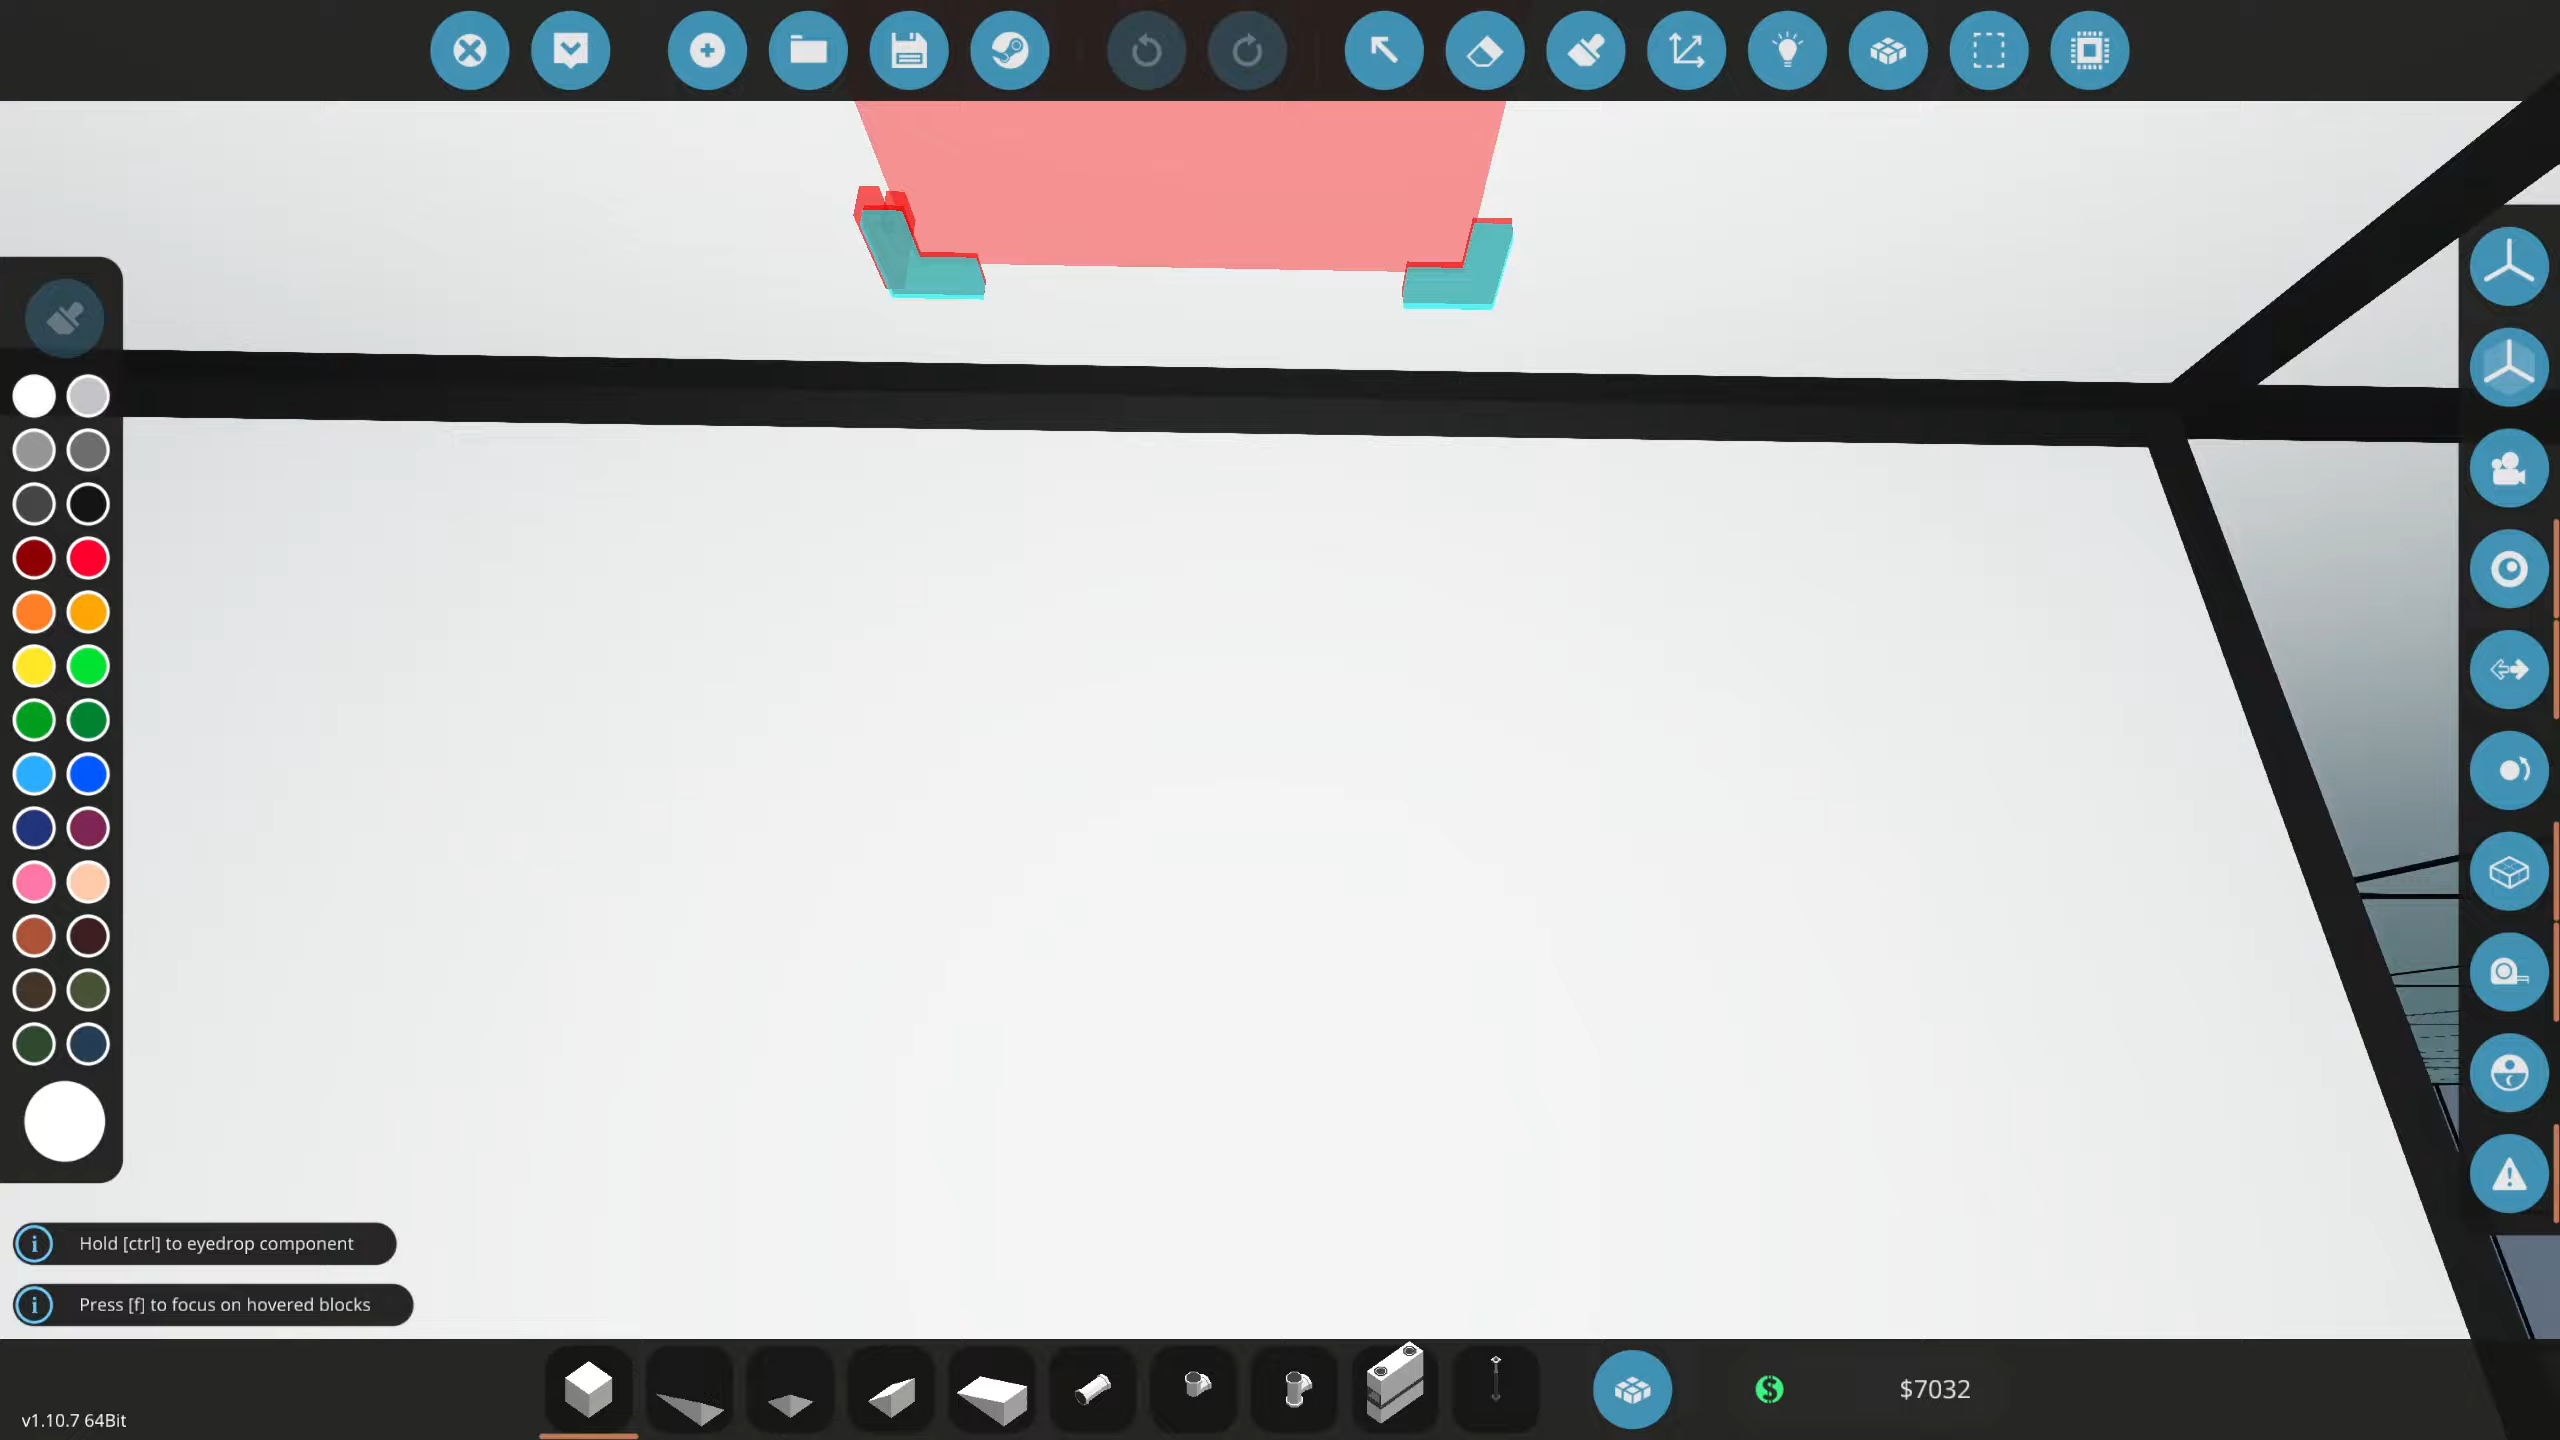 Hold [ctrl] to eyedrop component
Press [f] to focus on hovered blocks
v1.10.7 64Bit
$7032